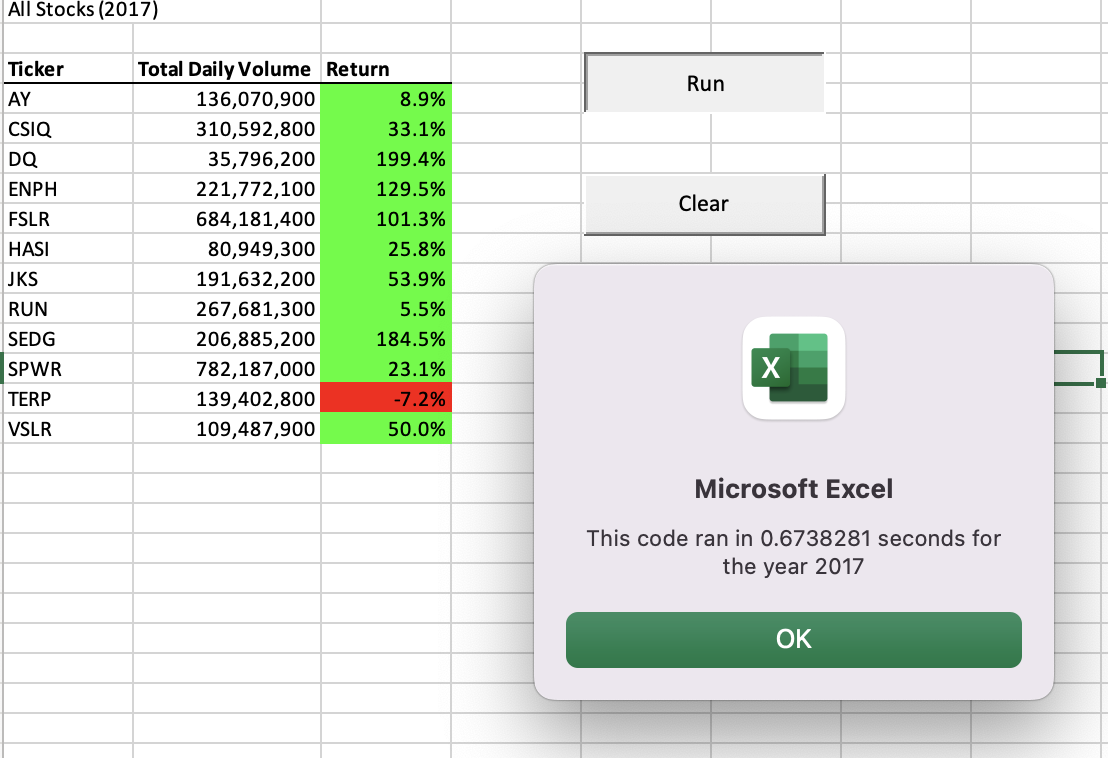 All Stocks (2017)
Ticker Total Daily Volume Return
AY 136,070,900 8.9%
CSIQ 310,592,800 33.1%
DQ 35,796,200 199.4%
ENPH 221,772,100 129.5%
FSLR 684,181,400 101.3%
HASI 80,949,300 25.8%
JKS 191,632,200 53.9%
RUN 267,681,300 5.5%
SEDG 206,885,200 184.5%
SPWR 782,187,000 23.1%
TERP 139,402,800 -7.2%
VSLR 109,487,900 50.0%
Run
Clear
X
Microsoft Excel
This code ran in 0.6738281 seconds for
the year 2017
OK